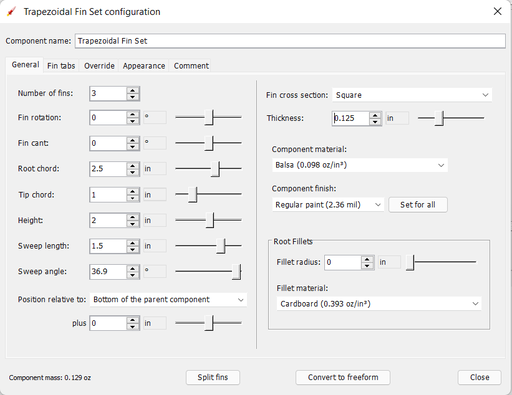 Trapezoidal Fin Set configuration
Component name: Trapezoidal Fin Set
General Fin tabs Override Appearance Comment
Number of fins: 3
Fin rotation: 0 °
Fin cant: 0 °
Root chord: 2.5 in
Tip chord: 1 in
Height: 2 in
Sweep length: 1.5 in
Sweep angle: 36.9 °
Position relative to: Bottom of the parent component
plus 0 in
Fin cross section: Square
Thickness: 0.125 in
Component material:
Balsa (0.098 oz/in³)
Component finish:
Regular paint (2.36 mil) Set for all
Root Fillets
Fillet radius: 0 in
Fillet material:
Cardboard (0.393 oz/in³)
Component mass: 0.129 oz Split fins Convert to freeform Close